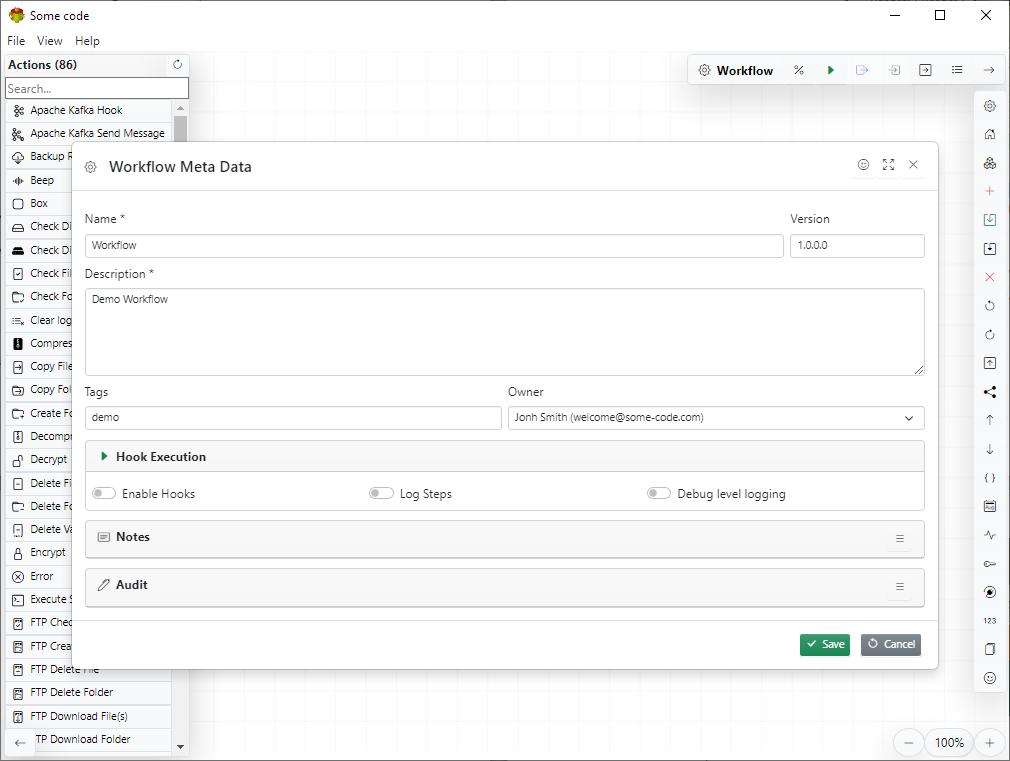 Some code
File View Help
Actions (86)
Search...
Apache Kafka Hook
Apache Kafka Send Message
Backup R
Beep
Box
Check Di
Check Di
Check Fil
Check Fo
Clear log
Compres
Copy File
Copy Fol
Create Fo
Decompr
Decrypt
Delete Fi
Delete Fo
Delete Va
Encrypt
Error
Execute S
FTP Chec
FTP Crea
FTP Delete File
FTP Delete Folder
FTP Download File(s)
FTP Download Folder
Workflow
Workflow Meta Data
Name *
Version
Workflow
1.0.0.0
Description *
Demo Workflow
Tags
Owner
demo
Jonh Smith (welcome@some-code.com)
Hook Execution
Enable Hooks
Log Steps
Debug level logging
Notes
Audit
Save
Cancel
123
100%